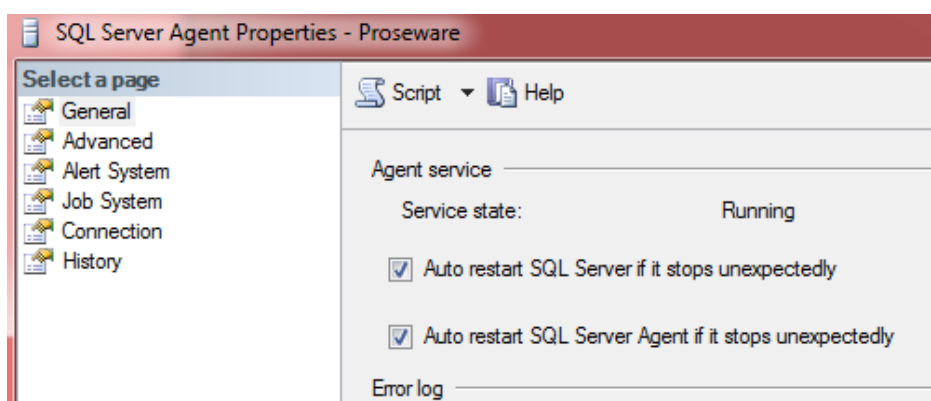 SQL Server Agent Properties - Proseware
Select a page
General
Advanced
Alert System
Job System
Connection
History
Script
Help
Agent service
Service state: Running
Auto restart SQL Server if it stops unexpectedly
Auto restart SQL Server Agent if it stops unexpectedly
Error log